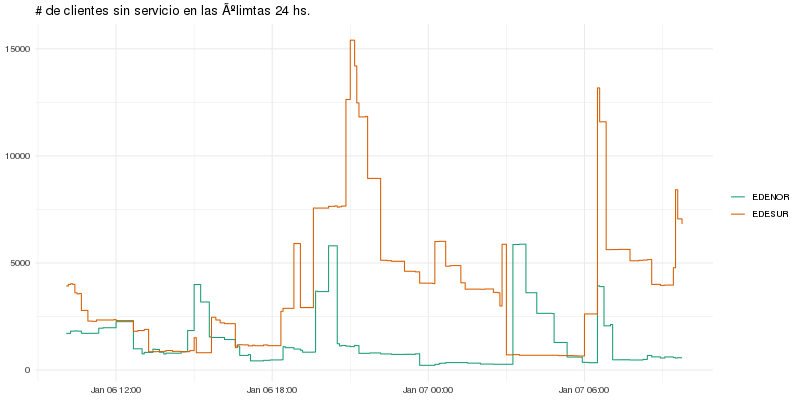 # de clientes sin servicio en las Ãºlimtas 24 hs.
15000
10000
5000
0
Jan 06 12:00 Jan 06 18:00 Jan 07 00:00 Jan 07 06:00
EDENOR
EDESUR